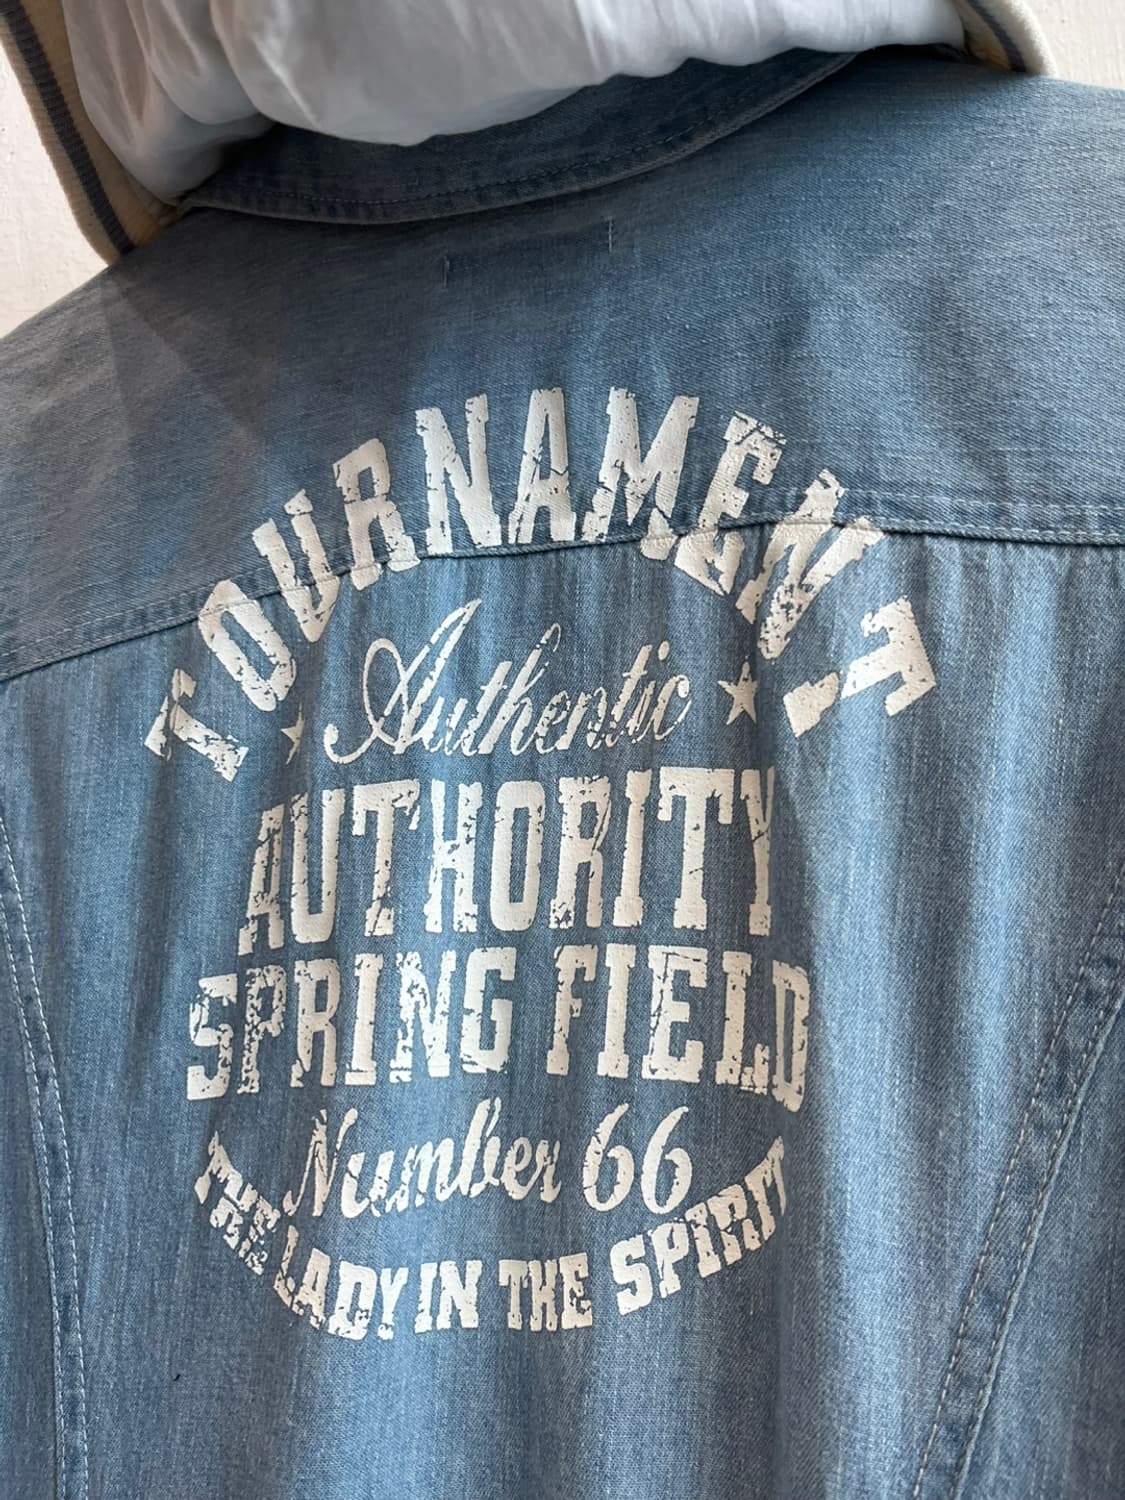 TOURNAMENT
Authentic
AUTHORITY
SPRING FIELD
Number 66
THE LADY IN THE SPIRIT